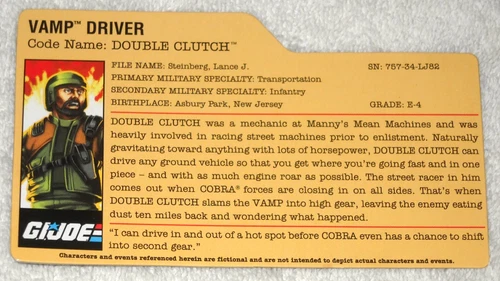 VAMP™ DRIVER
Code Name: DOUBLE CLUTCH™
FILE NAME: Steinberg, Lance J. SN: 757-34-LJ82
PRIMARY MILITARY SPECIALTY: Transportation
SECONDARY MILITARY SPECIALTY: Infantry
BIRTHPLACE: Asbury Park, New Jersey GRADE: E-4
DOUBLE CLUTCH was a mechanic at Manny's Mean Machines and was
heavily involved in racing street machines prior to enlistment. Naturally
gravitating toward anything with lots of horsepower, DOUBLE CLUTCH can
drive any ground vehicle so that you get where you're going fast and in one
piece – and with as much engine roar as possible. The street racer in him
comes out when COBRA® forces are closing in on all sides. That's when
DOUBLE CLUTCH slams the VAMP into high gear, leaving the enemy eating
dust ten miles back and wondering what happened.
"I can drive in and out of a hot spot before COBRA even has a chance to shift
into second gear."
G.I.JOE
Characters and events referenced herein are fictional and are not intended to depict actual characters and events.